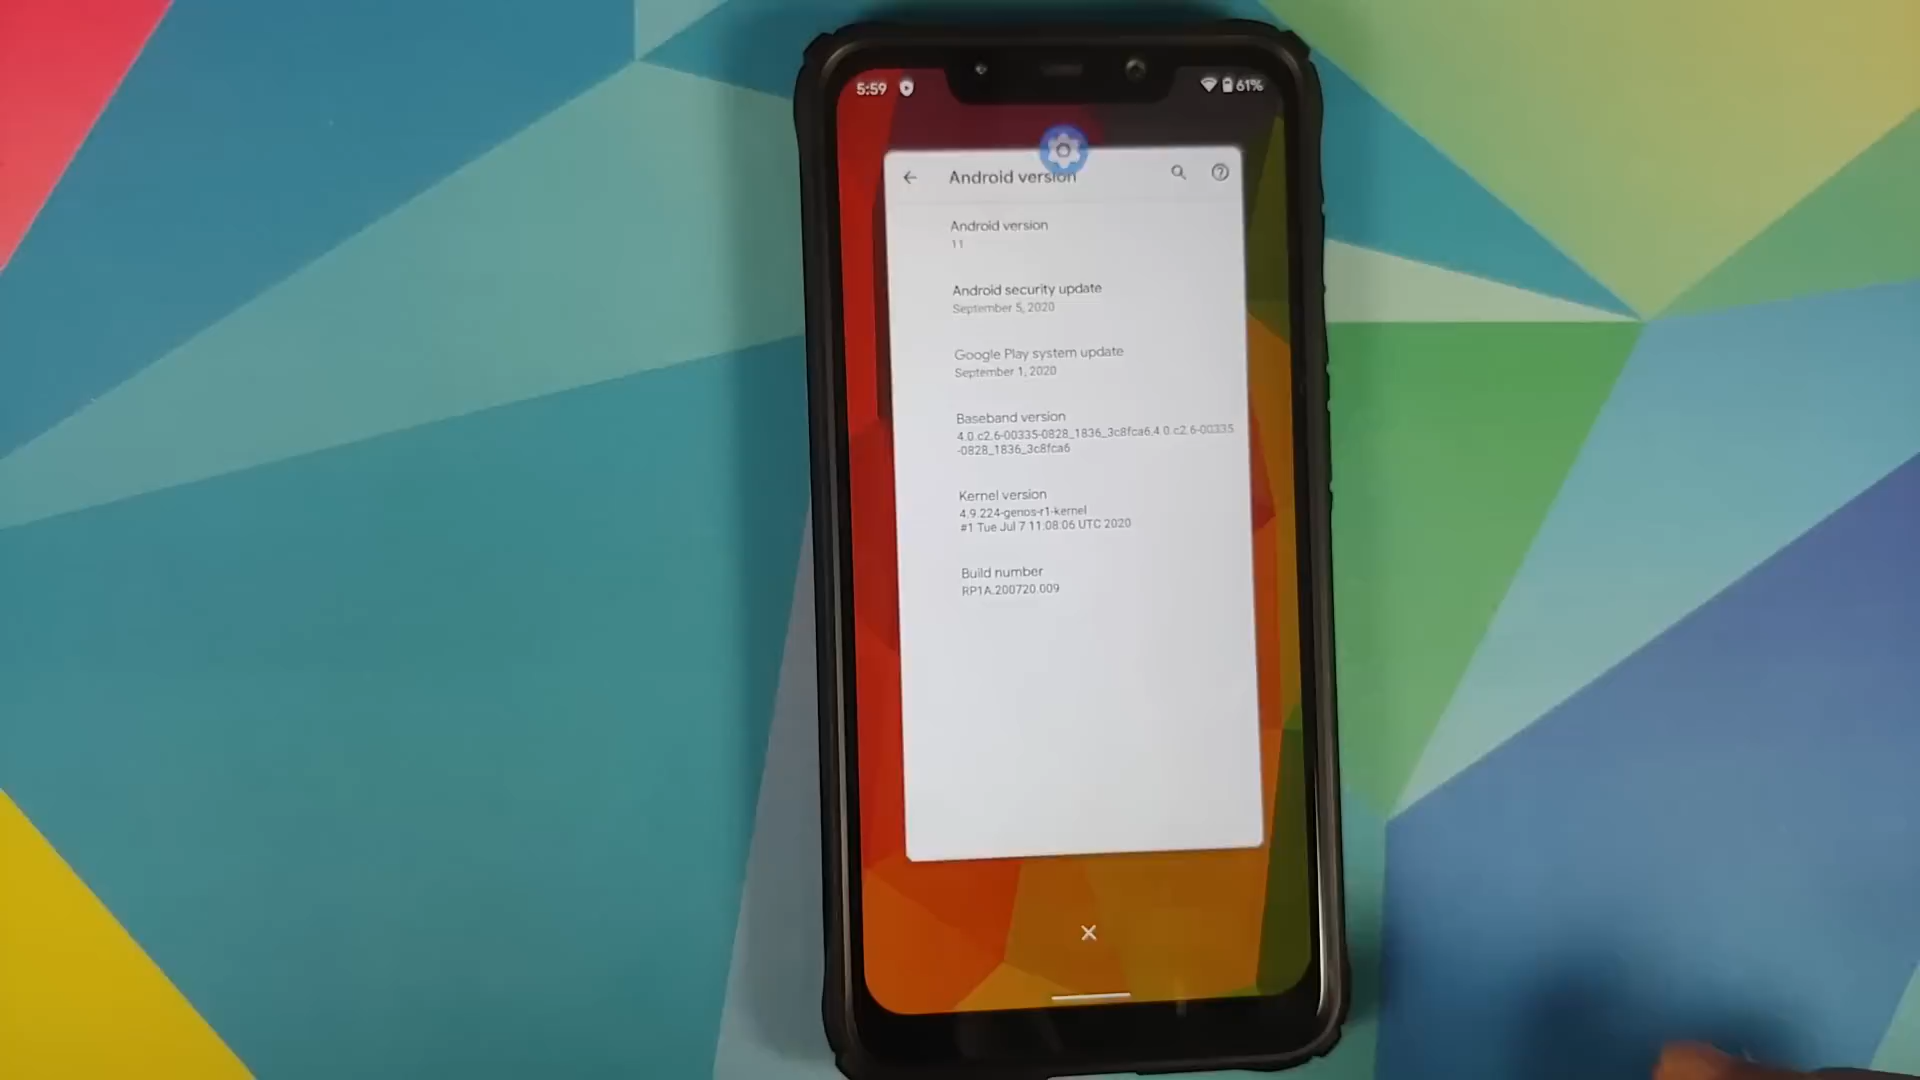 5:59 61%
Android version
Android version
11
Android security update
September 5, 2020
Google Play system update
September 1, 2020
Baseband version
4.0.c2.6-00335-0828_1836_3c8fca6,4.0.c2.6-00335
-0828_1836_3c8fca6
Kernel version
4.9.224-genos-r1-kernel
#1 Tue Jul 7 11:08:06 UTC 2020
Build number
RP1A.200720.009